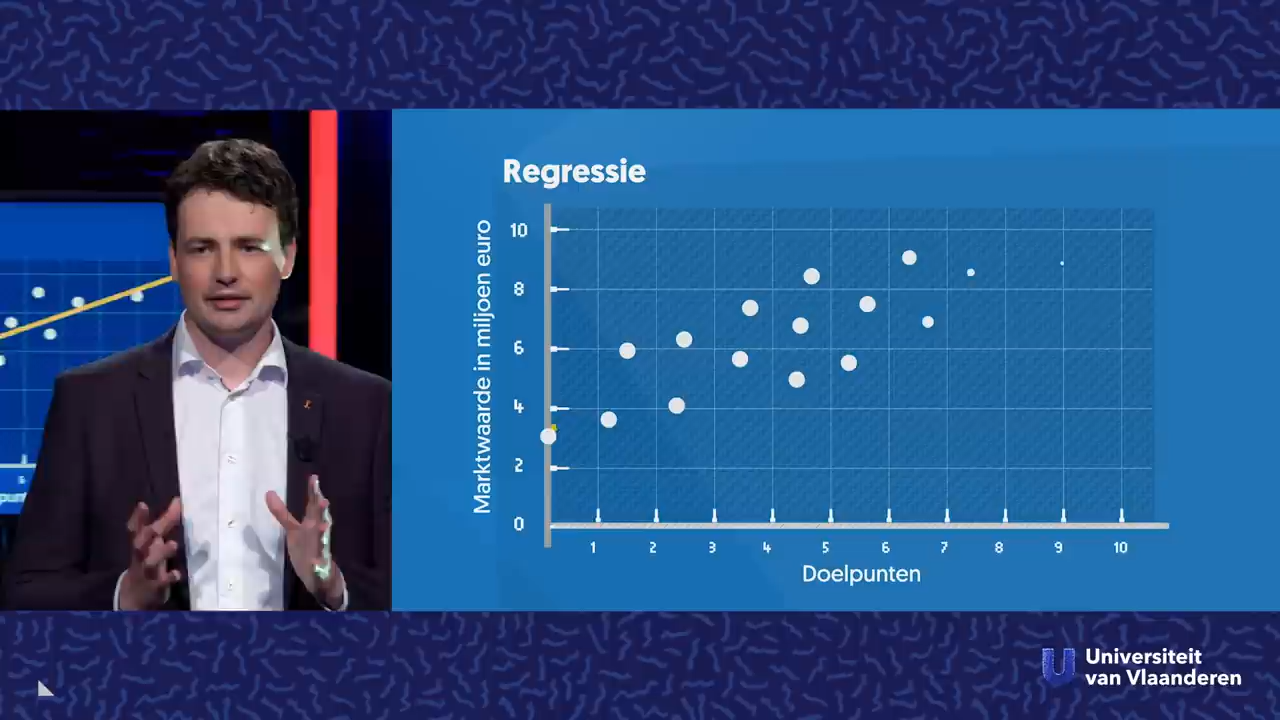 Regressie
Marktwaarde in miljoen euro
10
8
6
4
2
0
1 2 3 4 5 6 7 8 9 10
Doelpunten
Universiteit
van Vlaanderen